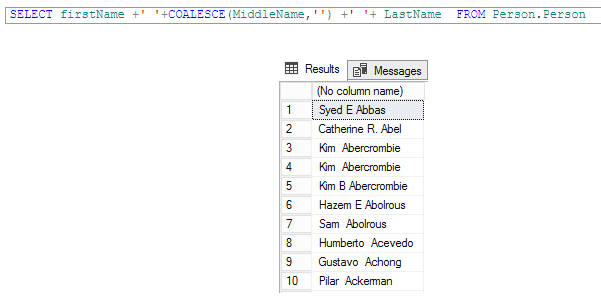 SELECT firstName +' '+COALESCE(MiddleName,'') +' '+ LastName  FROM Person.Person
Results Messages
(No column name)
1 Syed E Abbas
2 Catherine R. Abel
3 Kim  Abercrombie
4 Kim  Abercrombie
5 Kim B Abercrombie
6 Hazem E Abolrous
7 Sam  Abolrous
8 Humberto  Acevedo
9 Gustavo  Achong
10 Pilar  Ackerman